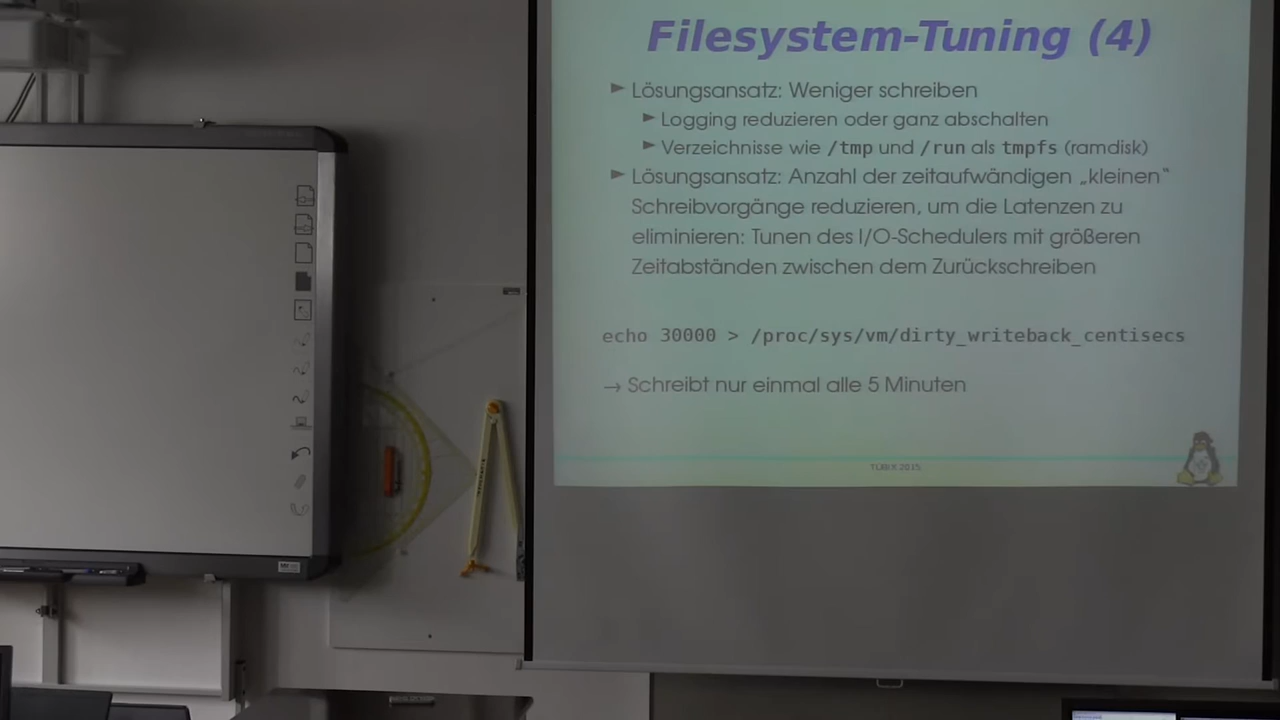 Filesystem-Tuning (4)
► Lösungsansatz: Weniger schreiben
► Logging reduzieren oder ganz abschalten
► Verzeichnisse wie /tmp und /run als tmpfs (ramdisk)
► Lösungsansatz: Anzahl der zeitaufwändigen „kleinen“
Schreibvorgänge reduzieren, um die Latenzen zu
eliminieren: Tunen des I/O-Schedulers mit größeren
Zeitabständen zwischen dem Zurückschreiben
echo 30000 > /proc/sys/vm/dirty_writeback_centisecs
→ Schreibt nur einmal alle 5 Minuten
TÜBIX 2015